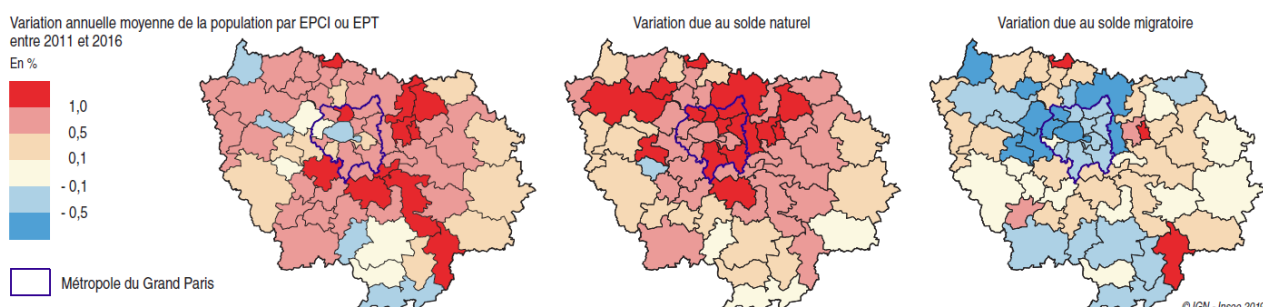 Variation annuelle moyenne de la population par EPCI ou EPT
entre 2011 et 2016
En %
1,0
0,5
0,1
- 0,1
- 0,5
Métropole du Grand Paris
Variation due au solde naturel
Variation due au solde migratoire
© IGN - Insee 2019